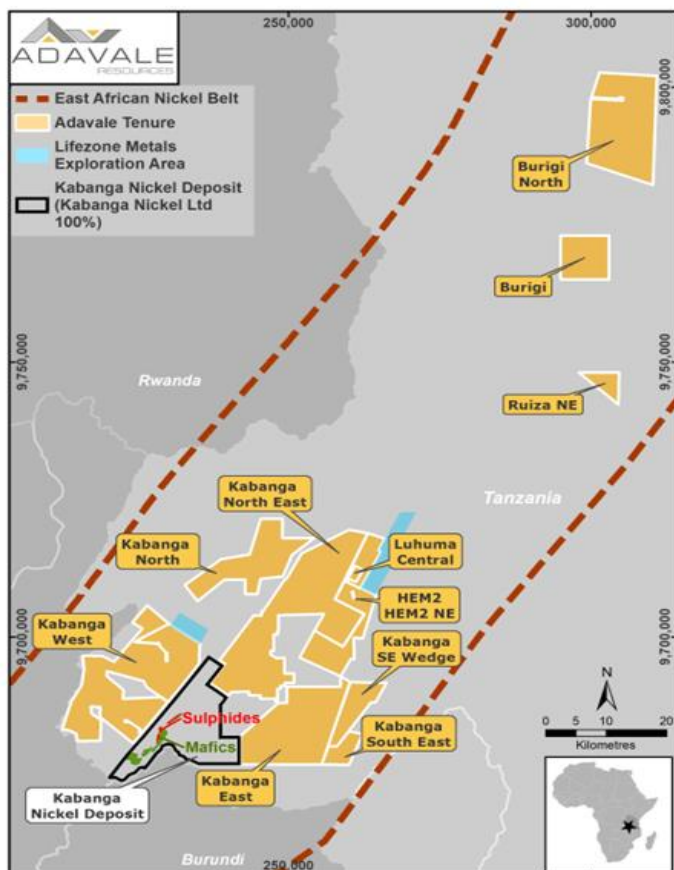 ADAVALE
RESOURCES
East African Nickel Belt
Adavale Tenure
Lifezone Metals
Exploration Area
Kabanga Nickel Deposit
(Kabanga Nickel Ltd
100%)
250,000
300,000
9,800,000
Burigi
North
Burigi
9,750,000
9,750,000
Rwanda
Ruiza NE
Tanzania
Kabanga
North East
Kabanga
North
Luhuma
Central
HEM2
HEM2 NE
Kabanga
West
Kabanga
SE Wedge
9,700,000
9,700,000
Sulphides
Mafics
Kabanga
South East
Kabanga
East
Kabanga
Nickel Deposit
N
0 5 10 20
Kilometres
Burundi
250,000